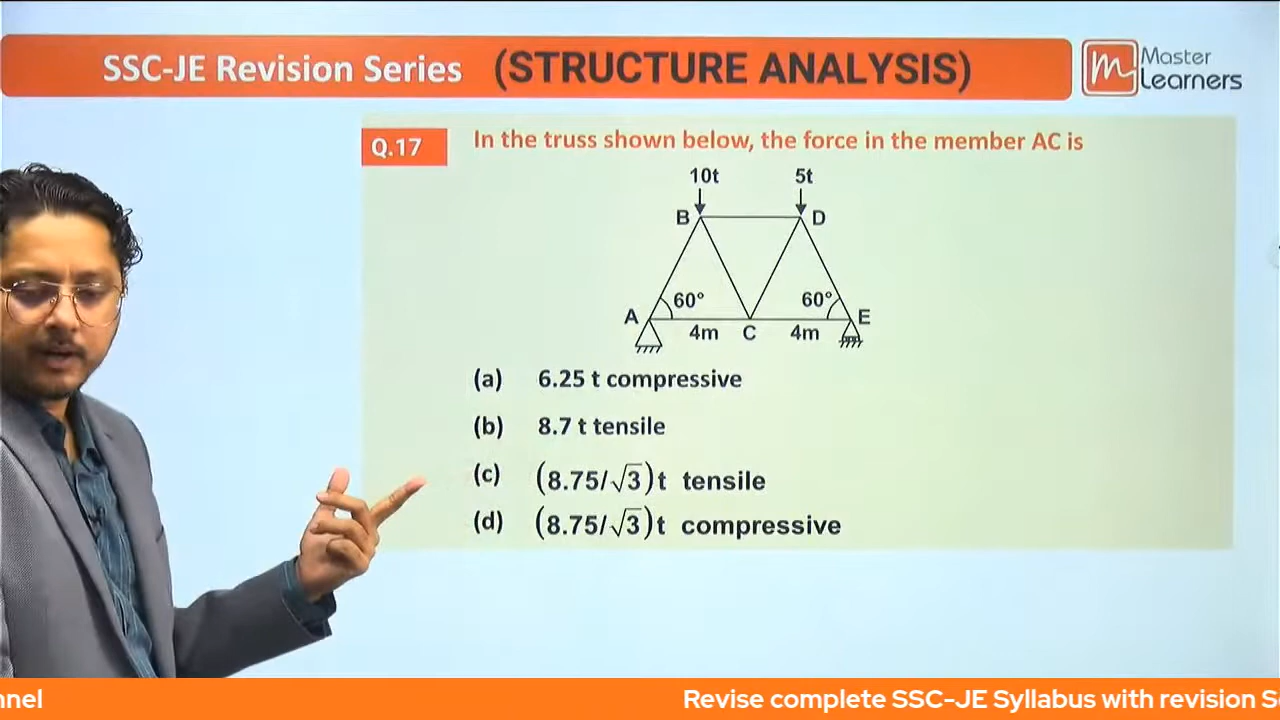 SSC-JE Revision Series (STRUCTURE ANALYSIS)
Master
Learners
Q.17 In the truss shown below, the force in the member AC is
10t 5t
B D
60° 60°
A E
4m C 4m
(a) 6.25 t compressive
(b) 8.7 t tensile
(c) (8.75/√3)t tensile
(d) (8.75/√3)t compressive
nnel Revise complete SSC-JE Syllabus with revision S